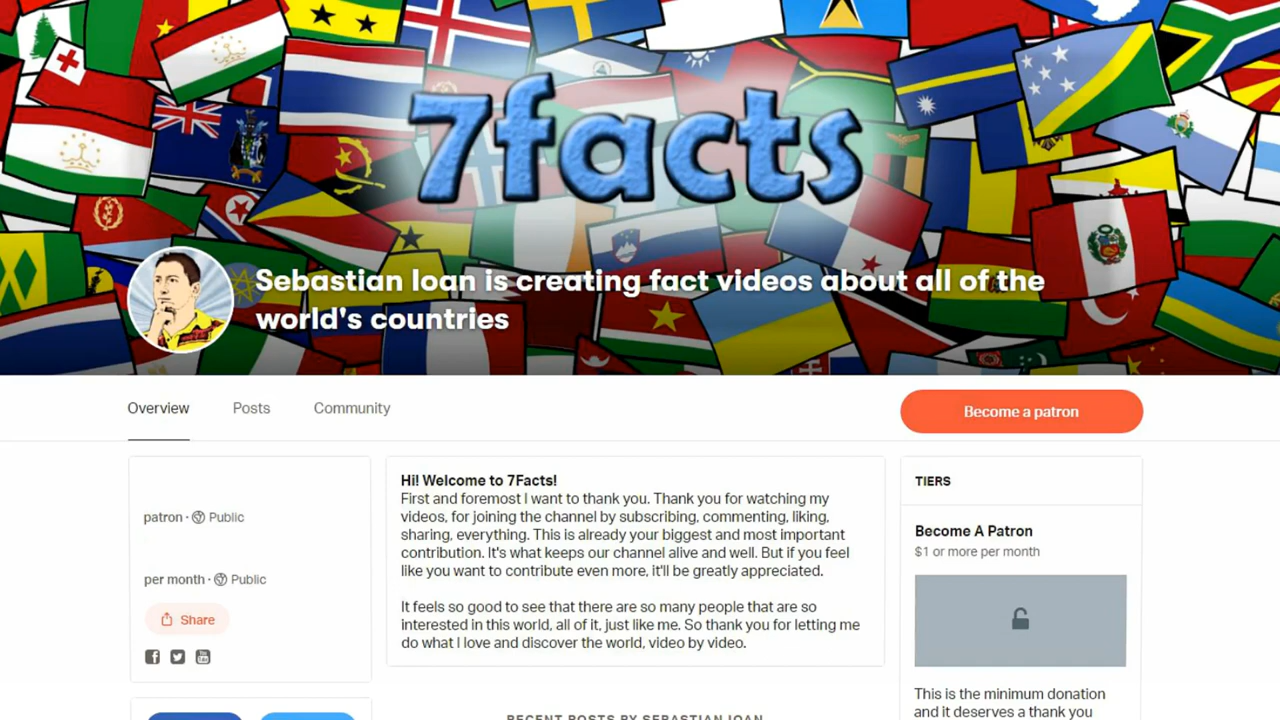 7facts
Sebastian Ioan is creating fact videos about all of the
world's countries
Overview
Posts
Community
Become a patron
patron · Public
per month · Public
Share
Hi! Welcome to 7Facts!
First and foremost I want to thank you. Thank you for watching my
videos, for joining the channel by subscribing, commenting, liking,
sharing, everything. This is already your biggest and most important
contribution. It's what keeps our channel alive and well. But if you feel
like you want to contribute even more, it'll be greatly appreciated.
It feels so good to see that there are so many people that are so
interested in this world, all of it, just like me. So thank you for letting me
do what I love and discover the world, video by video.
RECENT POSTS BY SEBASTIAN IOAN
TIERS
Become A Patron
$1 or more per month
This is the minimum donation
and it deserves a thank you